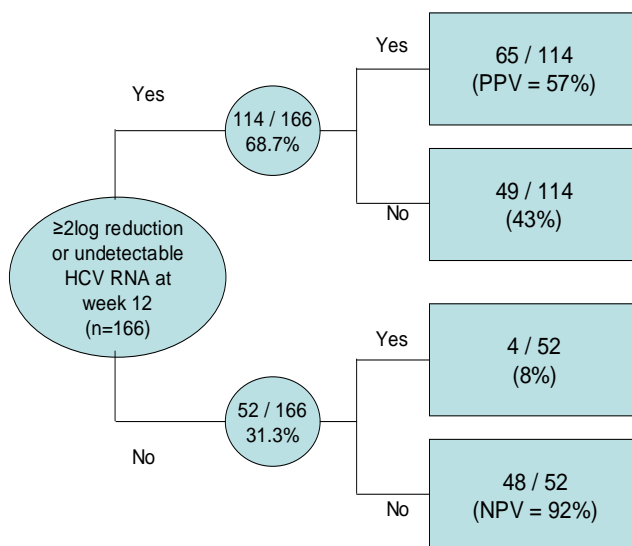 Yes
65 / 114
(PPV = 57%)
Yes
114 / 166
68.7%
No
49 / 114
(43%)
≥2log reduction
or undetectable
HCV RNA at
week 12
(n=166)
Yes
4 / 52
(8%)
52 / 166
31.3%
No
No
48 / 52
(NPV = 92%)